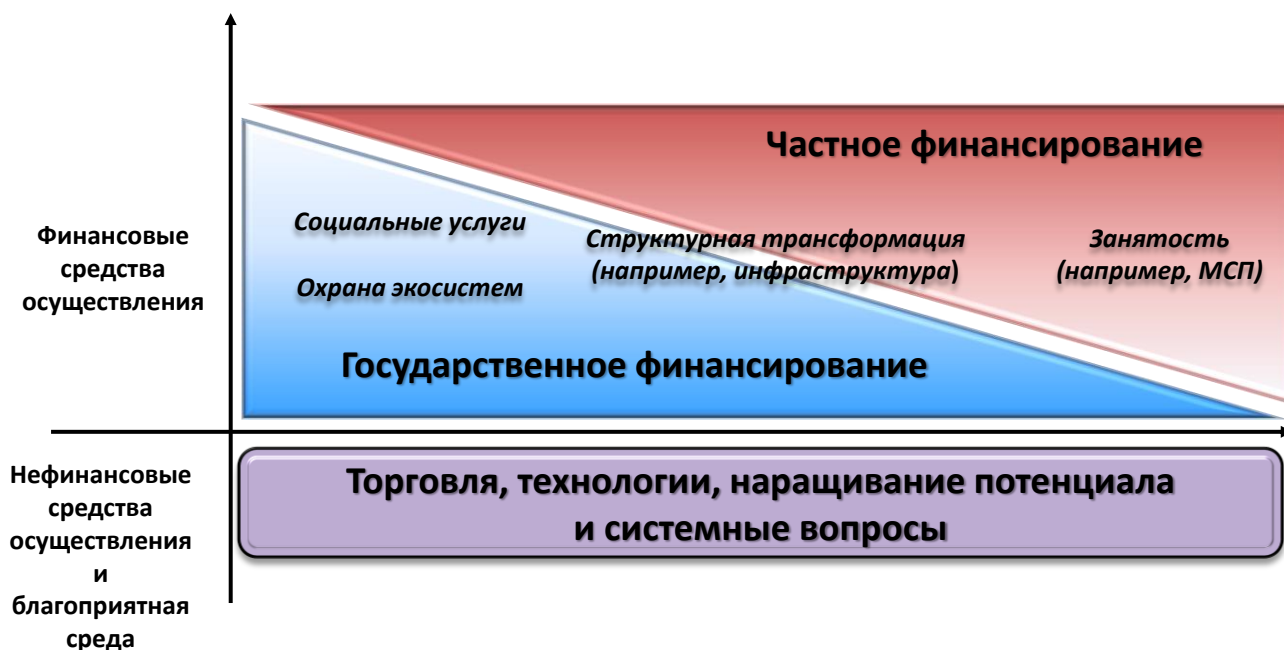 Частное финансирование
Социальные услуги
Охрана экосистем
Структурная трансформация
(например, инфраструктура)
Занятость
(например, МСП)
Финансовые
средства
осуществления
Государственное финансирование
Нефинансовые
средства
осуществления
и
благоприятная
среда
Торговля, технологии, наращивание потенциала
и системные вопросы